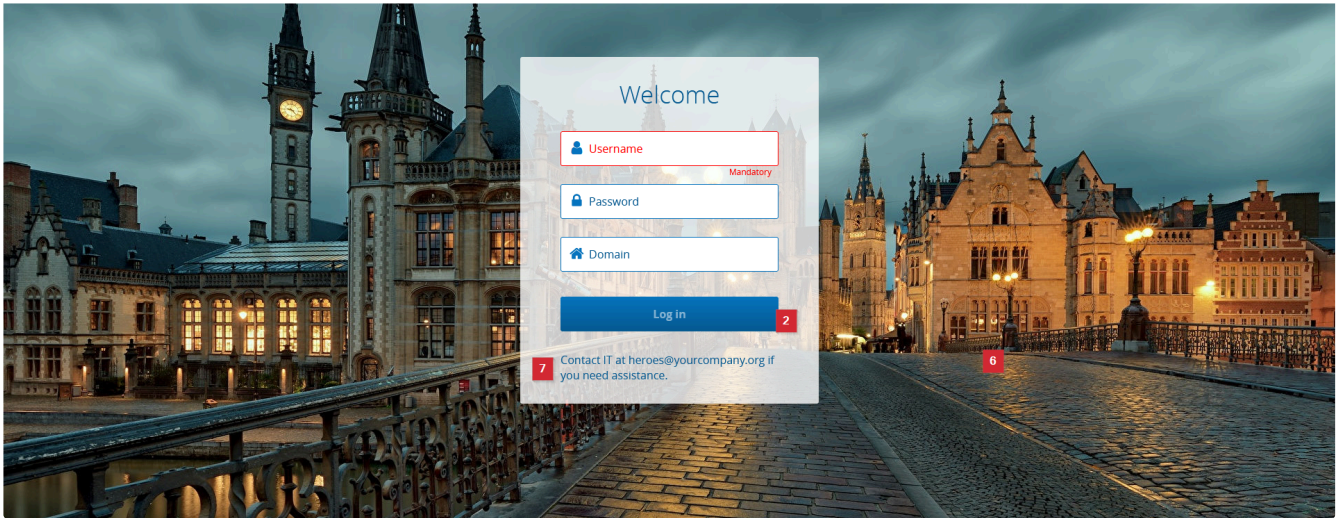 Welcome
Username
Mandatory
Password
Domain
Log in
2
7
Contact IT at heroes@yourcompany.org if
you need assistance.
6